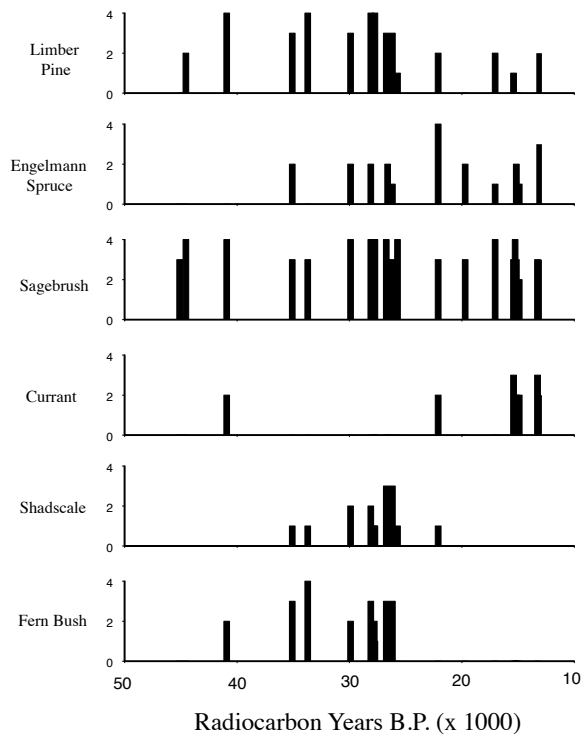 4
Limber
Pine
2
0
4
Engelmann
Spruce
2
0
4
Sagebrush
2
0
4
Currant
2
0
4
Shadscale
2
0
4
Fern Bush
2
0
50 40 30 20 10
Radiocarbon Years B.P. (x 1000)